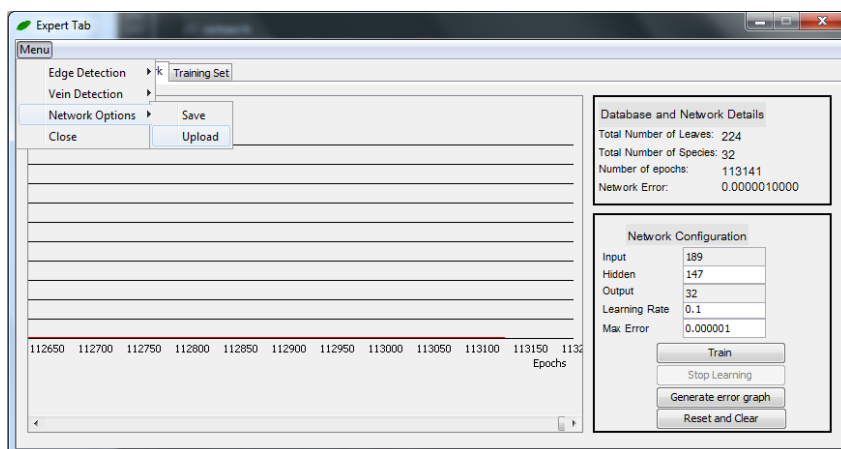 Expert Tab
Menu
Training Set
Edge Detection
Vein Detection
Network Options
Close
Save
Upload
112650 112700 112750 112800 112850 112900 112950 113000 113050 113100 113150 1132
Epochs
Database and Network Details
Total Number of Leaves: 224
Total Number of Species: 32
Number of epochs: 113141
Network Error: 0.0000010000
Network Configuration
Input 189
Hidden 147
Output 32
Learning Rate 0.1
Max Error 0.000001
Train
Stop Learning
Generate error graph
Reset and Clear